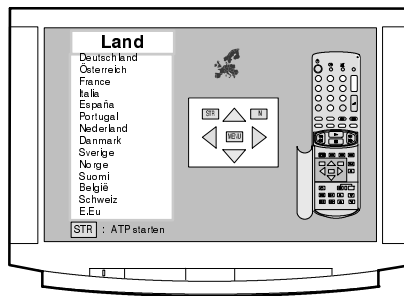 Land
Deutschland
Österreich
France
Italia
España
Portugal
Nederland
Danmark
Sverige
Norge
Suomi
België
Schweiz
E.Eu
STR : ATP starten
STR
N
MENU